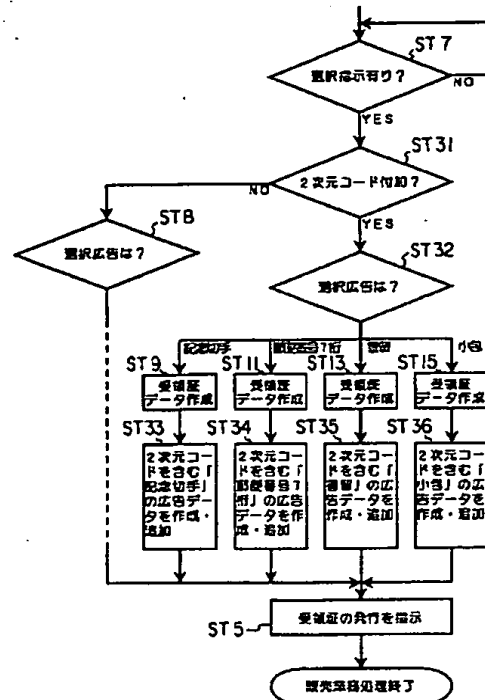 ST7
選択指示有り?
NO
YES
ST31
2次元コード付加?
NO
YES
ST8
選択広告は?
ST32
選択広告は?
記念切手
郵便番号7桁
書留
小包
ST9
受領証
データ作成
ST11
受領証
データ作成
ST13
受領証
データ作成
ST15
受領証
データ作成
ST33
2次元コー
ドを含む「
記念切手」
の広告デー
タを作成・
追加
ST34
2次元コー
ドを含む「
郵便番号7
桁」の広告
データを作
成・追加
ST35
2次元コー
ドを含む「
書留」の広
告データを
作成・追加
ST36
2次元コー
ドを含む「
小包」の広
告データを
作成・追加
ST5
受領証の発行を指示
販売業務処理終了